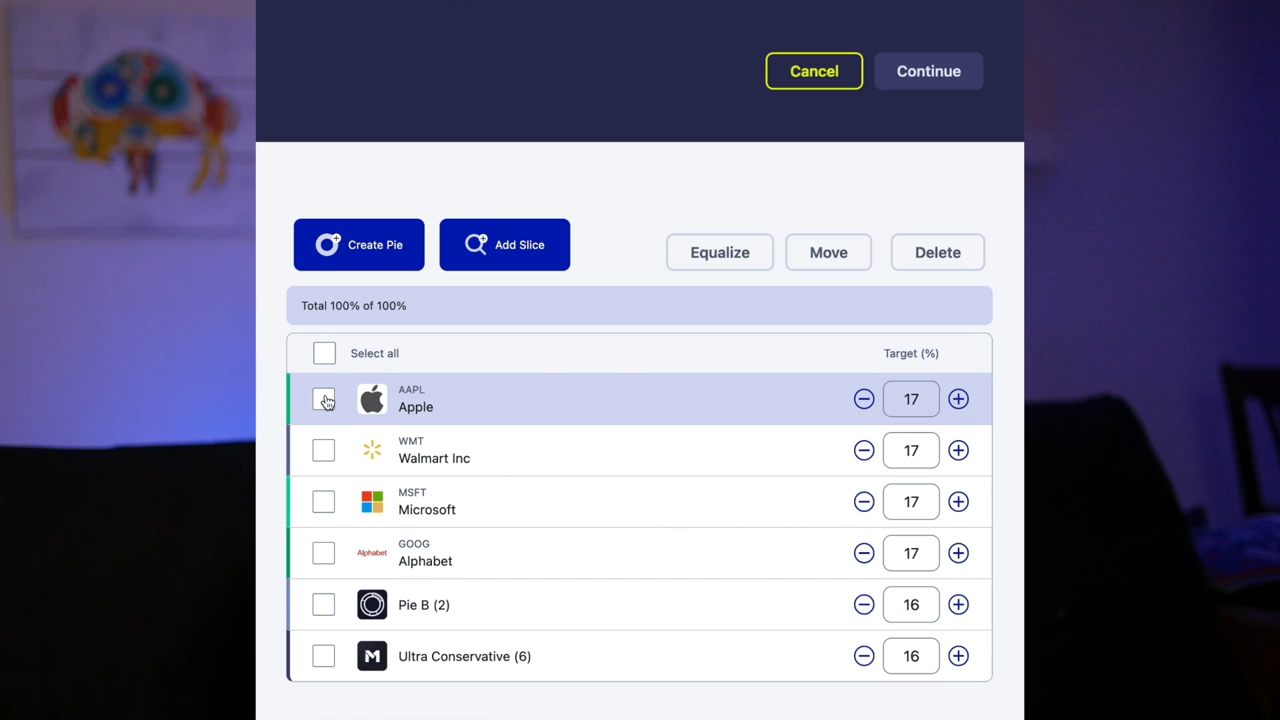 Cancel
Continue
Create Pie
Add Slice
Equalize
Move
Delete
Total 100% of 100%
Select all
Target (%)
AAPL
Apple
17
WMT
Walmart Inc
17
MSFT
Microsoft
17
Alphabet
GOOG
Alphabet
17
Pie B (2)
16
M
Ultra Conservative (6)
16